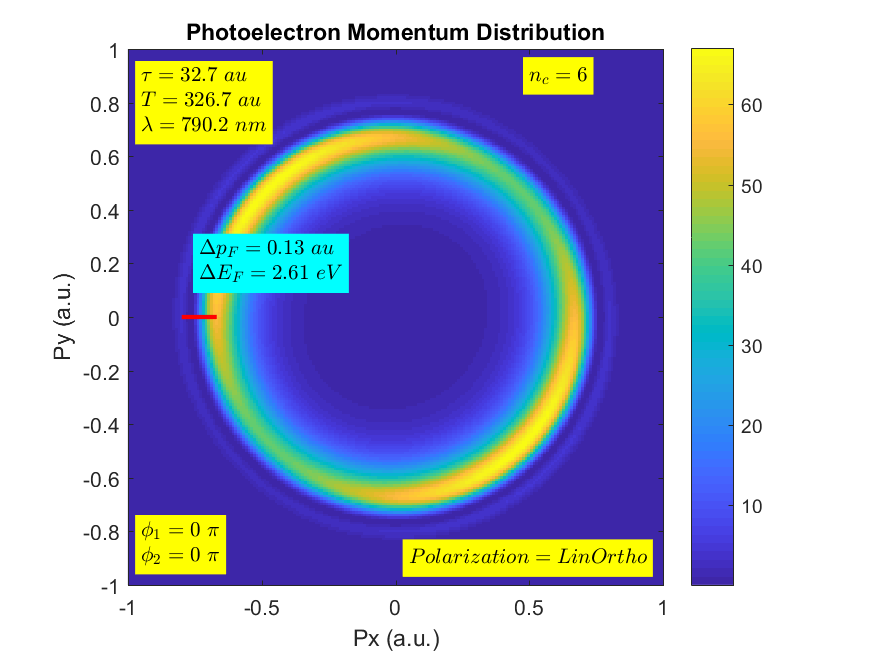 Photoelectron Momentum Distribution
τ = 32.7 au
T = 326.7 au
λ = 790.2 nm
n_c = 6
Δp_F = 0.13 au
ΔE_F = 2.61 eV
ϕ_1 = 0 π
ϕ_2 = 0 π
Polarization = LinOrtho
Py (a.u.)
1
0.8
0.6
0.4
0.2
0
-0.2
-0.4
-0.6
-0.8
-1
-1
-0.5
0
0.5
1
Px (a.u.)
60
50
40
30
20
10